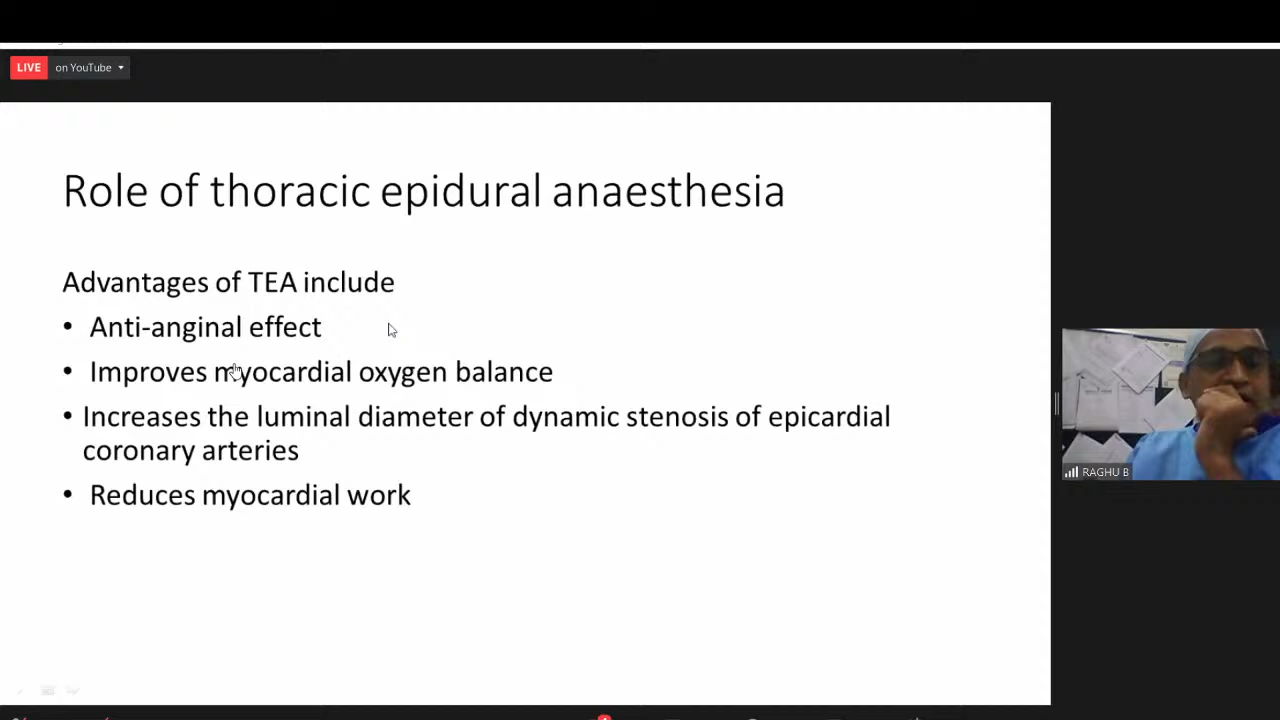 LIVE on YouTube
Role of thoracic epidural anaesthesia
Advantages of TEA include
• Anti-anginal effect
• Improves myocardial oxygen balance
• Increases the luminal diameter of dynamic stenosis of epicardial
coronary arteries
• Reduces myocardial work
RAGHU B